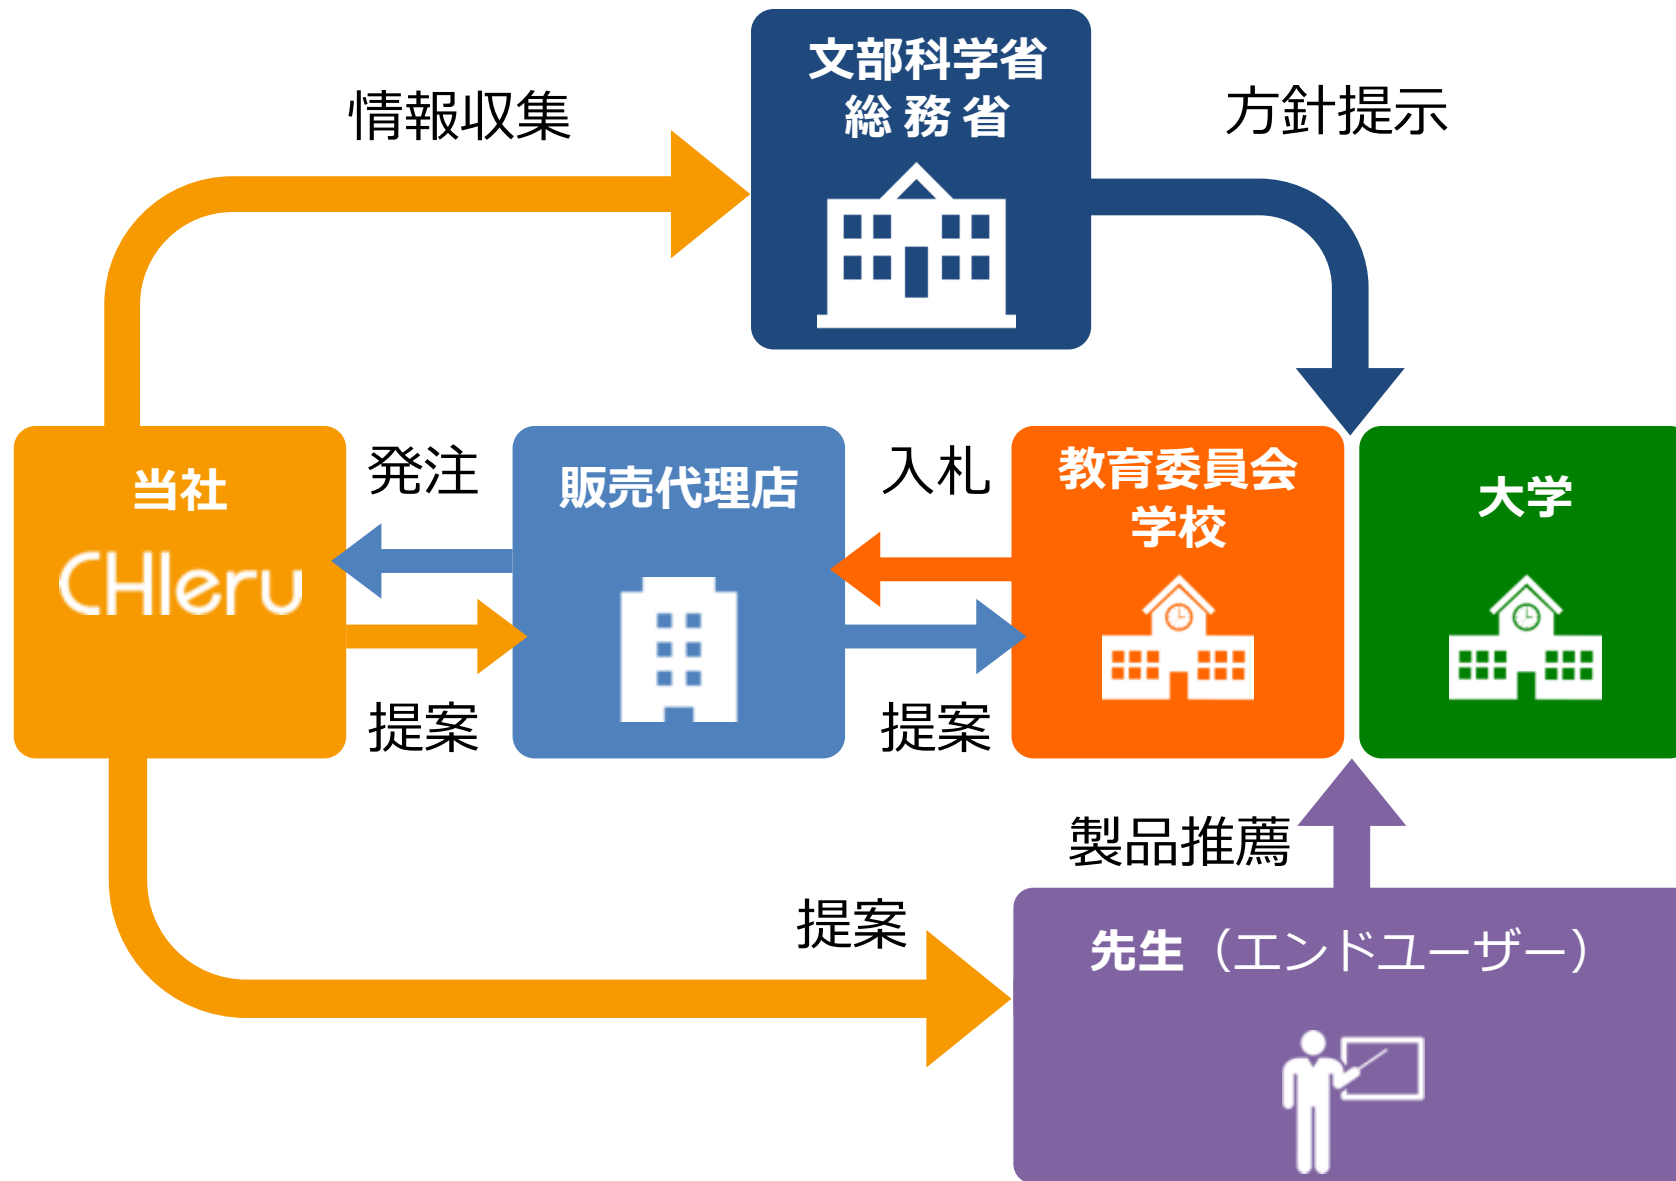 文部科学省
総務省
情報収集
方針提示
当社
CHIeru
発注
販売代理店
入札
教育委員会
学校
大学
提案
提案
製品推薦
提案
先生（エンドユーザー）